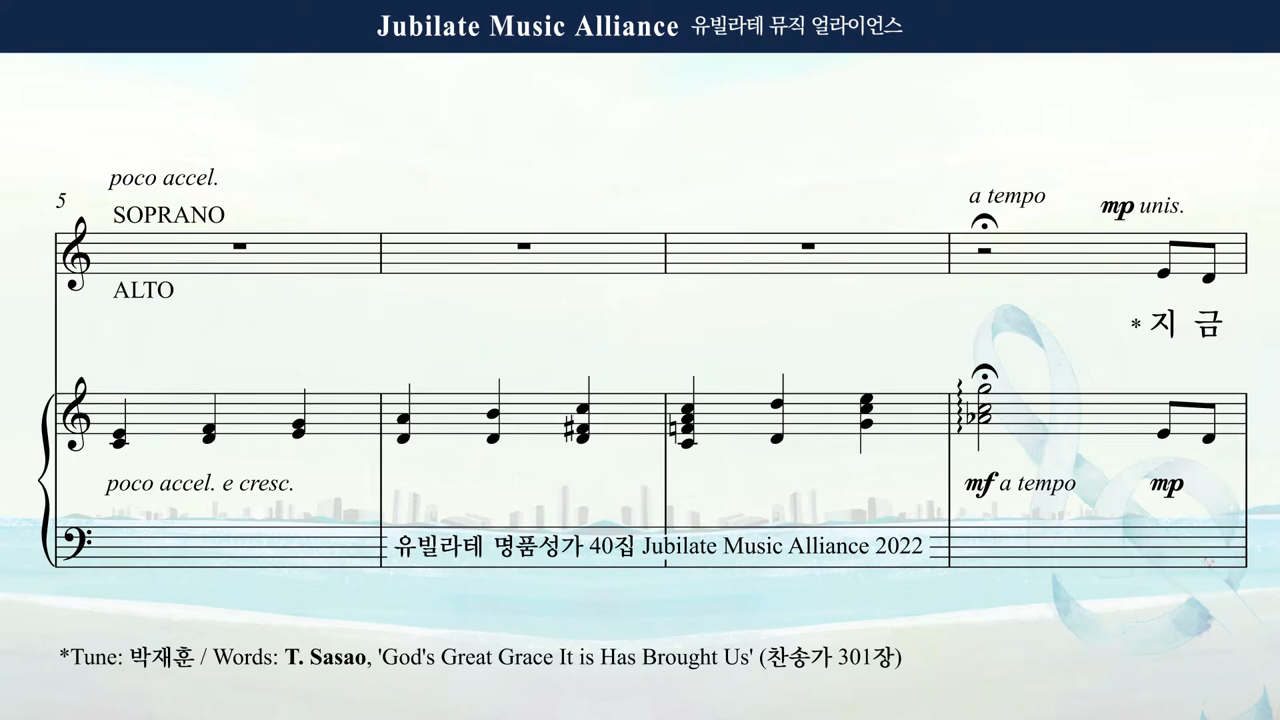 Jubilate Music Alliance 유빌라테 뮤직 얼라이언스
poco accel.
5
SOPRANO
a tempo
mp unis.
ALTO
*지 금
poco accel. e cresc.
mf a tempo
mp
유빌라테 명품성가 40집 Jubilate Music Alliance 2022
*Tune: 박재훈 / Words: T. Sasao, 'God's Great Grace It is Has Brought Us' (찬송가 301장)